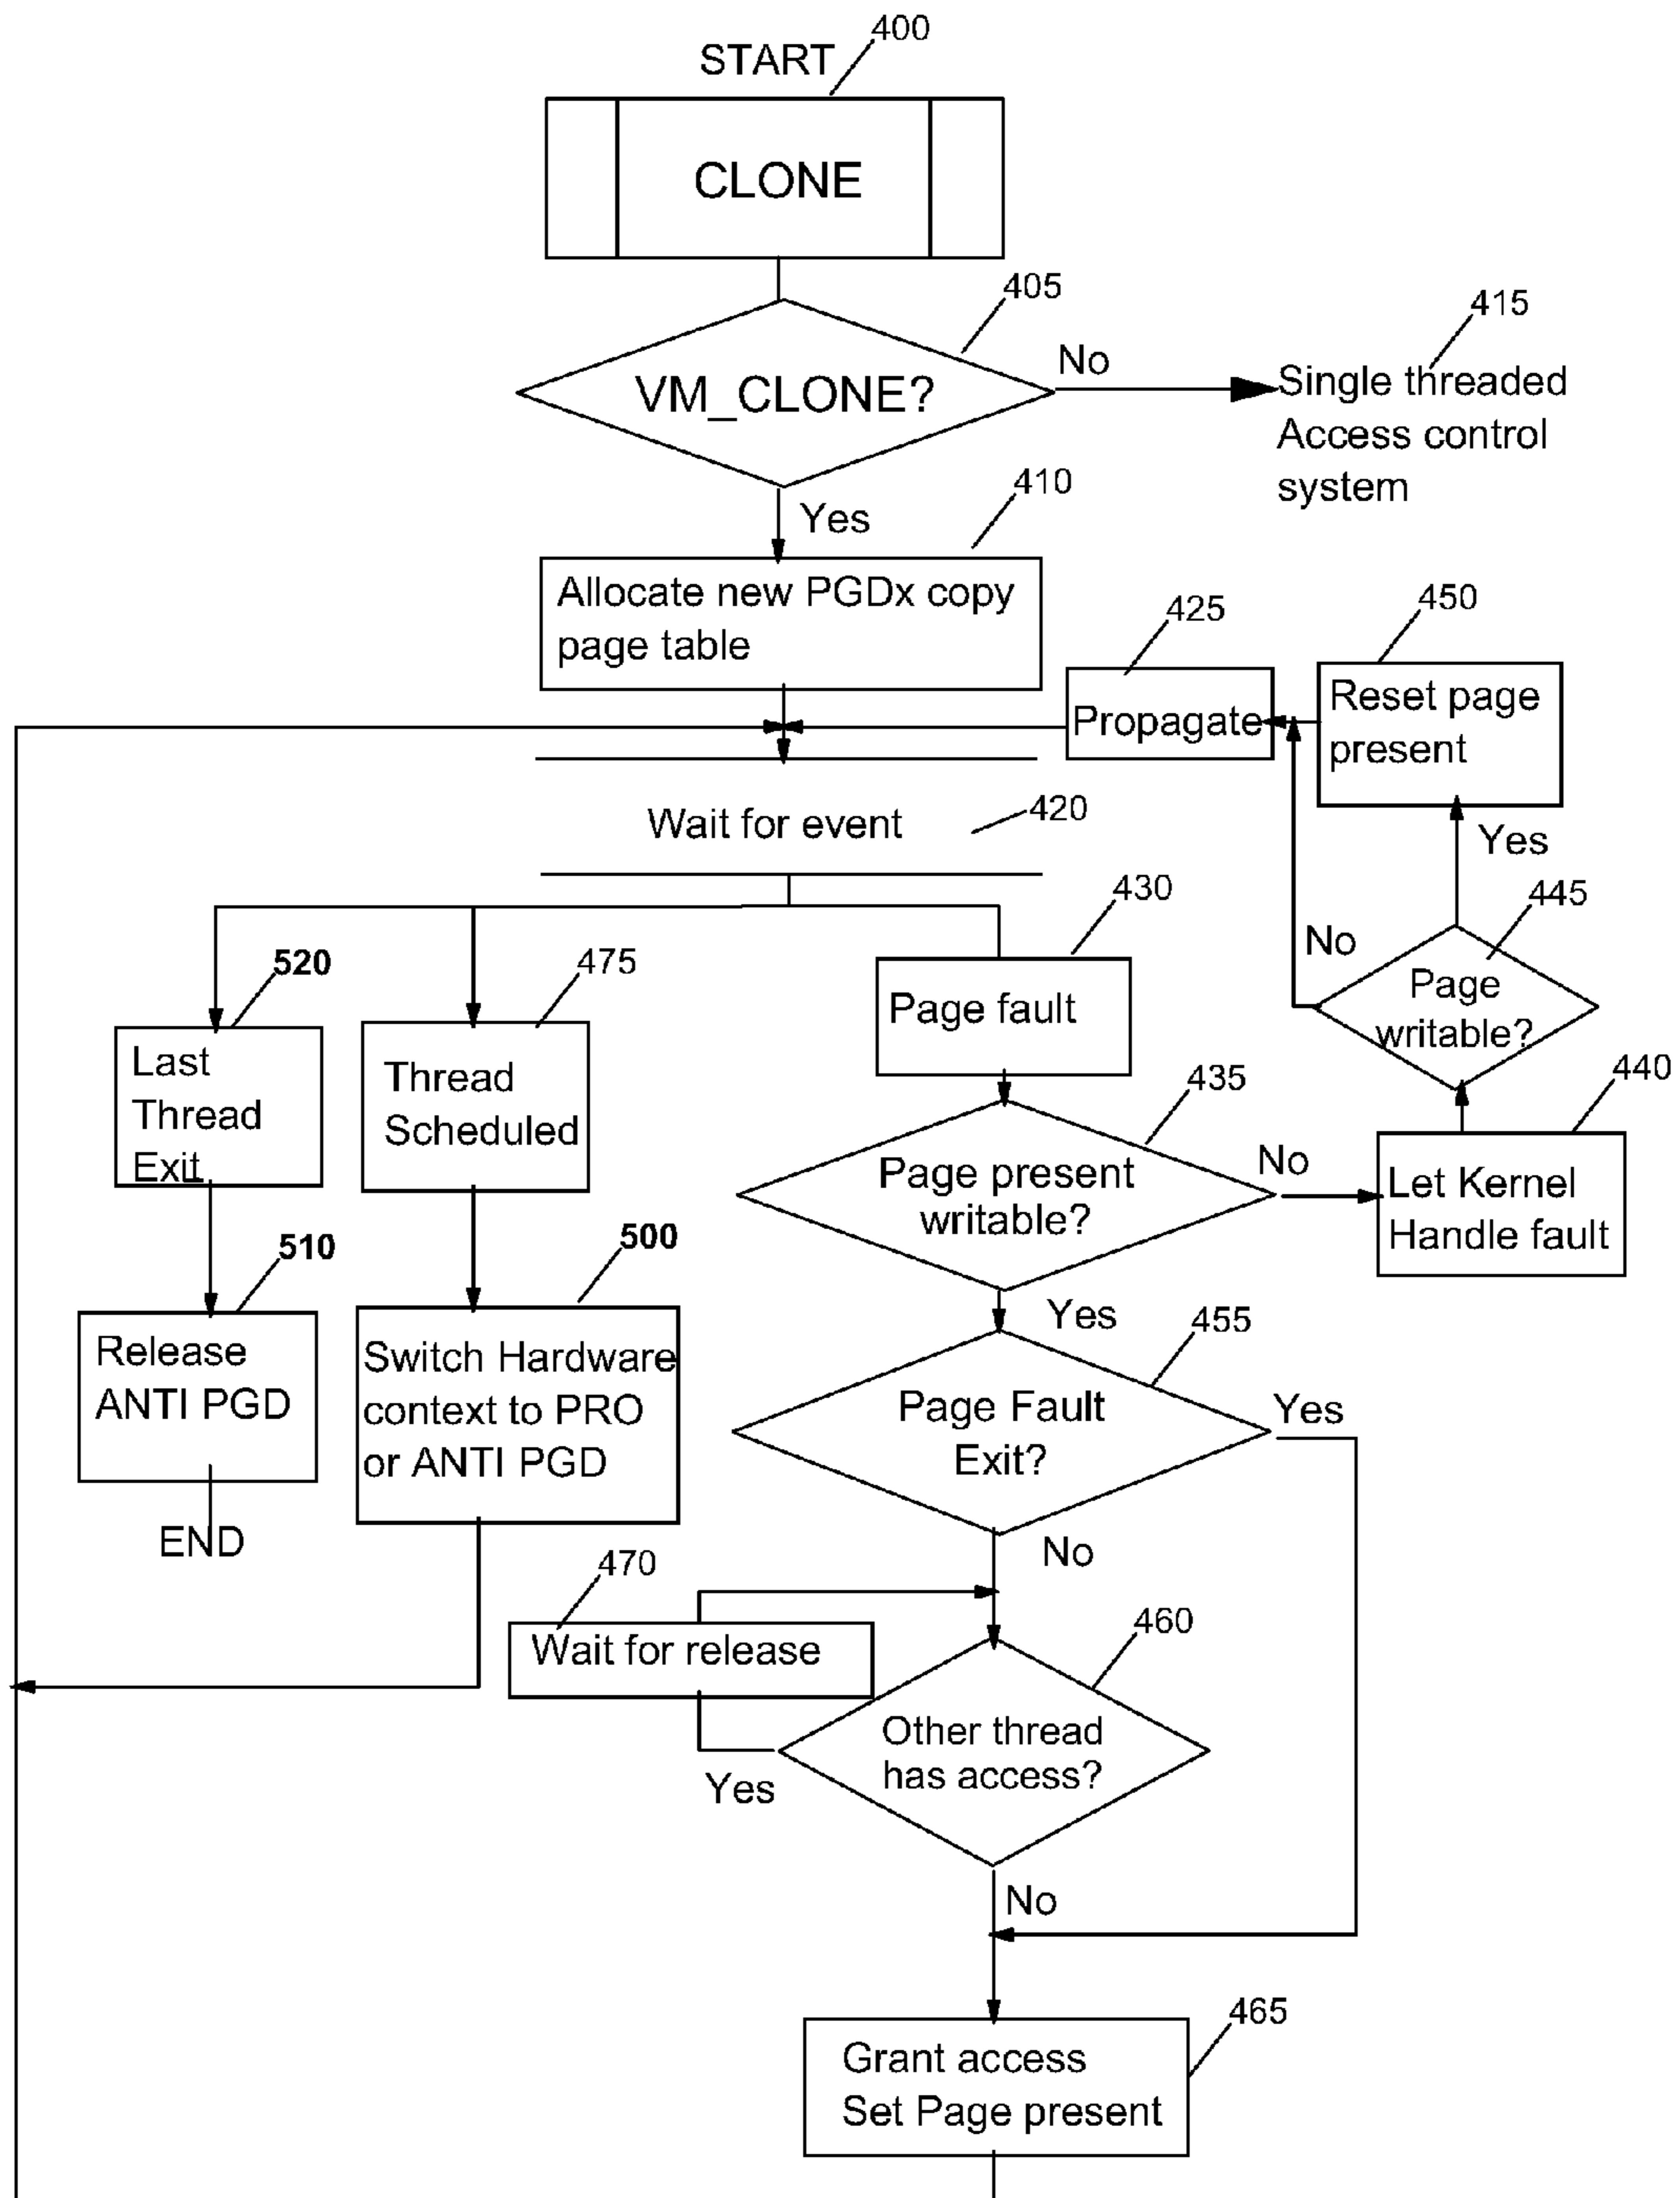 400
START
CLONE
405
VM_CLONE?
No
415
Single threaded
Access control
system
Yes
410
Allocate new PGDx copy
page table
425
Propagate
450
Reset page
present
Wait for event
420
Yes
430
445
No
Page
writable?
520
475
Page fault
Last
Thread
Exit
Thread
Scheduled
435
440
Page present
writable?
No
Let Kernel
Handle fault
510
500
Yes
455
Release
ANTI PGD
Switch Hardware
context to PRO
or ANTI PGD
Page Fault
Exit?
Yes
END
No
470
Wait for release
460
Other thread
has access?
Yes
No
465
Grant access
Set Page present